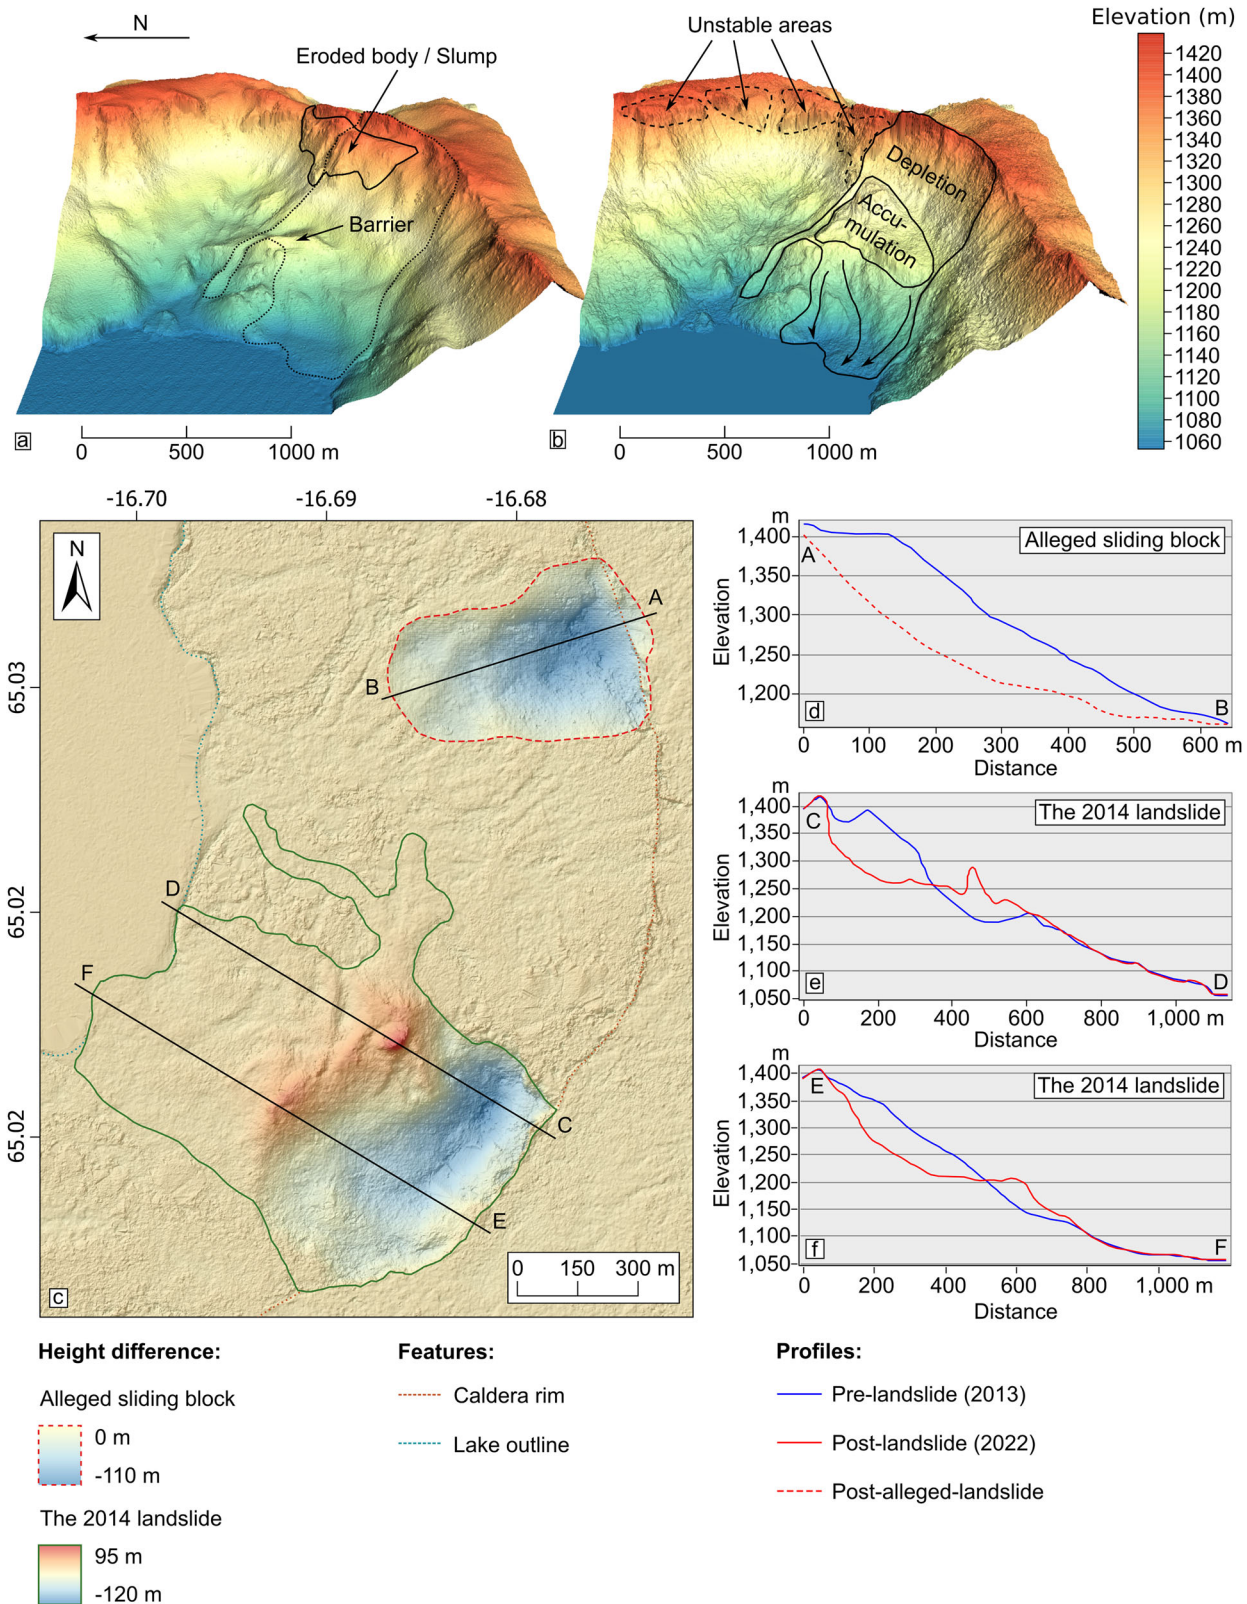 N
Eroded body / Slump
Barrier
a
0 500 1000 m
Unstable areas
Depletion
Accu-
mulation
b
0 500 1000 m
Elevation (m)
1420
1400
1380
1360
1340
1320
1300
1280
1260
1240
1220
1200
1180
1160
1140
1120
1100
1080
1060
-16.70 -16.69 -16.68
65.03
65.02
65.02
N
A
B
D
F
C
E
c
0 150 300 m
m
1,400
1,350
1,300
1,250
1,200
Elevation
Alleged sliding block
A
B
d
0 100 200 300 400 500 600 m
Distance
m
1,400
1,350
1,300
1,250
1,200
1,150
1,100
1,050
Elevation
The 2014 landslide
C
D
e
0 200 400 600 800 1,000 m
Distance
m
1,400
1,350
1,300
1,250
1,200
1,150
1,100
1,050
Elevation
The 2014 landslide
E
F
f
0 200 400 600 800 1,000 m
Distance
Height difference:
Alleged sliding block
0 m
-110 m
The 2014 landslide
95 m
-120 m
Features:
Caldera rim
Lake outline
Profiles:
Pre-landslide (2013)
Post-landslide (2022)
Post-alleged-landslide